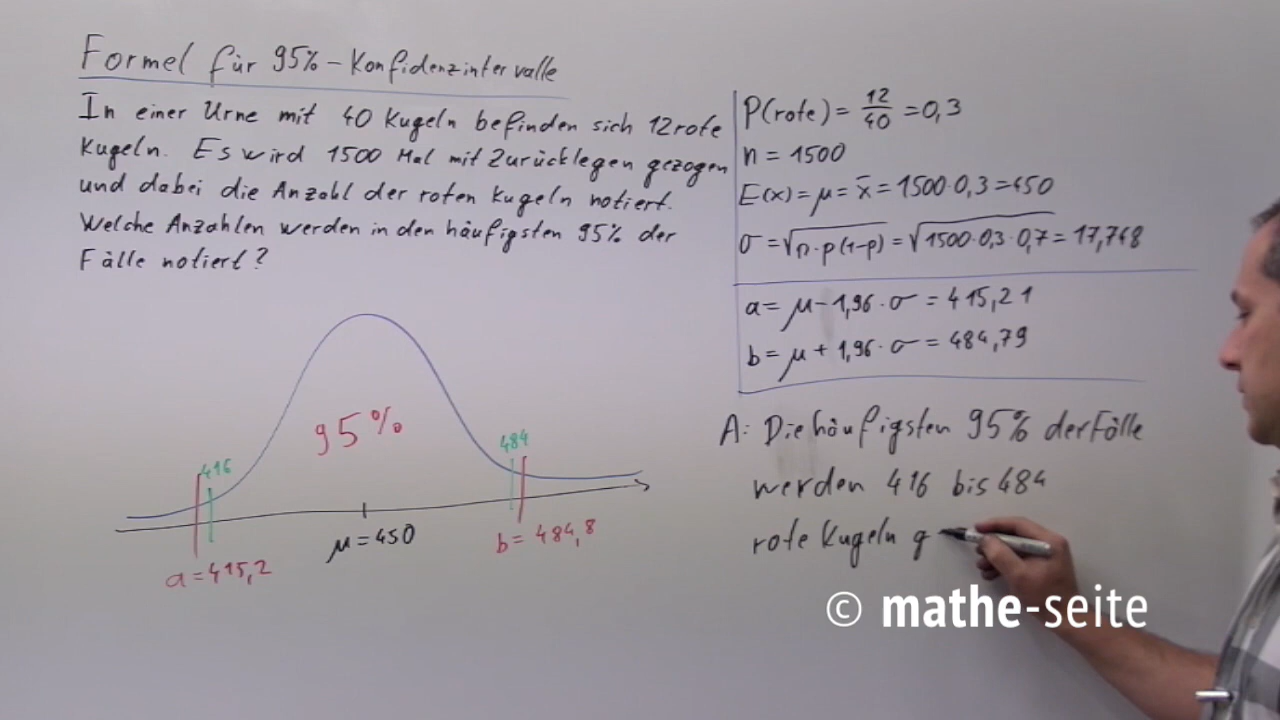 Formel für 95%-Konfidenzintervalle
In einer Urne mit 40 Kugeln befinden sich 12 rote
Kugeln. Es wird 1500 Mal mit Zurücklegen gezogen
und dabei die Anzahl der roten Kugeln notiert.
Welche Anzahlen werden in den häufigsten 95% der
Fälle notiert?
P(rote) = 12/40 = 0,3
n = 1500
E(x) = μ = x̄ = 1500·0,3 = 450
σ = √n·p(1-p) = √1500·0,3·0,7 = 17,748
a = μ - 1,96·σ = 415,21
b = μ + 1,96·σ = 484,79
95%
416
484
a = 415,2
μ = 450
b = 484,8
A: Die häufigsten 95% der Fälle
werden 416 bis 484
rote Kugeln g
© mathe-seite